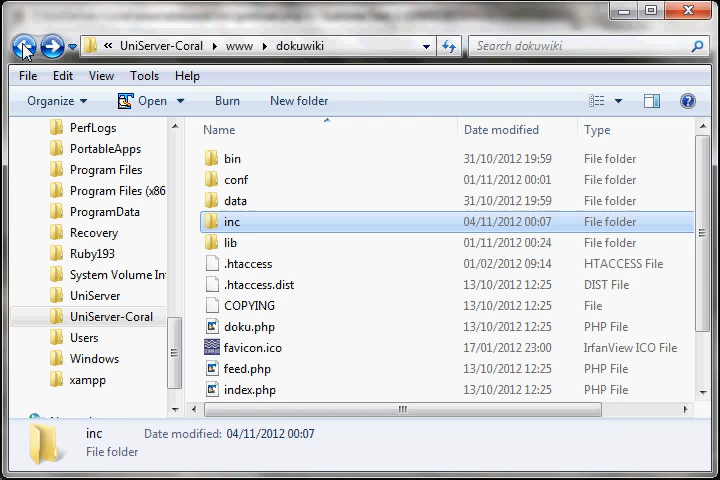 « UniServer-Coral www dokuwiki Search dokuwiki
File Edit View Tools Help
Organize Open Burn New folder
Name Date modified Type
PerfLogs
PortableApps
Program Files
Program Files (x86
ProgramData
Recovery
Ruby193
System Volume In
UniServer
UniServer-Coral
Users
Windows
xampp
bin 31/10/2012 19:59 File folder
conf 01/11/2012 00:01 File folder
data 31/10/2012 19:59 File folder
inc 04/11/2012 00:07 File folder
lib 01/11/2012 00:24 File folder
.htaccess 01/02/2012 09:14 HTACCESS File
.htaccess.dist 13/10/2012 12:25 DIST File
COPYING 13/10/2012 12:25 File
doku.php 13/10/2012 12:25 PHP File
favicon.ico 17/01/2012 23:00 IrfanView ICO File
feed.php 13/10/2012 12:25 PHP File
index.php 13/10/2012 12:25 PHP File
inc Date modified: 04/11/2012 00:07
File folder